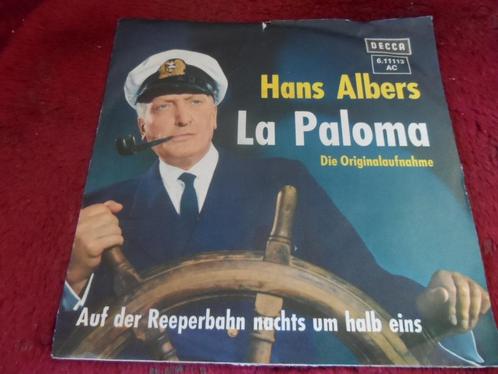 DECCA
6.11113
AC
Hans Albers
La Paloma
Die Originalaufnahme
Auf der Reeperbahn nachts um halb eins